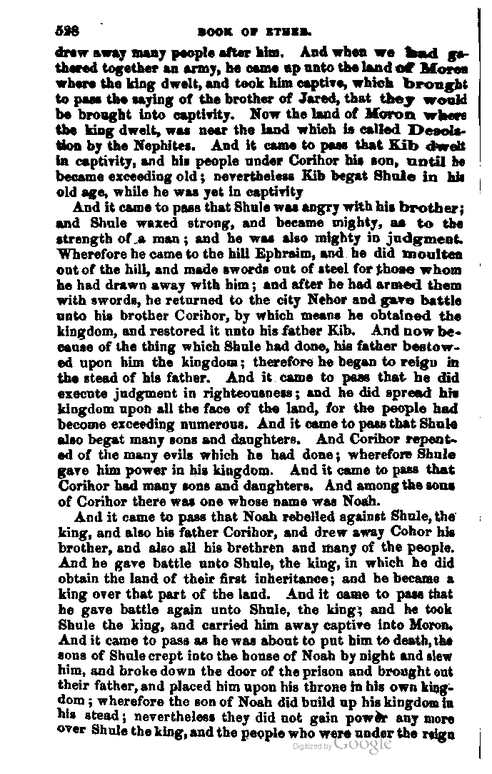 528 BOOK OF ETHER.
drew away many people after him. And when we had ga-
thered together an army, he came up unto the land of Moron
where the king dwelt, and took him captive, which brought
to pass the saying of the brother of Jared, that they would
be brought into captivity. Now the land of Moron where
the king dwelt, was near the land which is called Desola-
tion by the Nephites. And it came to pass that Kib dwelt
in captivity, and his people under Corihor his son, until he
became exceeding old; nevertheless Kib begat Shule in his
old age, while he was yet in captivity
And it came to pass that Shule was angry with his brother;
and Shule waxed strong, and became mighty, as to the
strength of a man; and he was also mighty in judgment.
Wherefore he came to the hill Ephraim, and he did moulten
out of the hill, and made swords out of steel for those whom
he had drawn away with him; and after he had armed them
with swords, he returned to the city Nehor and gave battle
unto his brother Corihor, by which means he obtained the
kingdom, and restored it unto his father Kib. And now be-
cause of the thing which Shule had done, his father bestow-
ed upon him the kingdom; therefore he began to reign in
the stead of his father. And it came to pass that he did
execute judgment in righteousness; and he did spread his
kingdom upon all the face of the land, for the people had
become exceeding numerous. And it came to pass that Shule
also begat many sons and daughters. And Corihor repent-
ed of the many evils which he had done; wherefore Shule
gave him power in his kingdom. And it came to pass that
Corihor had many sons and daughters. And among the sons
of Corihor there was one whose name was Noah.
And it came to pass that Noah rebelled against Shule, the
king, and also his father Corihor, and drew away Cohor his
brother, and also all his brethren and many of the people.
And he gave battle unto Shule, the king, in which he did
obtain the land of their first inheritance; and he became a
king over that part of the land. And it came to pass that
he gave battle again unto Shule, the king; and he took
Shule the king, and carried him away captive into Moron.
And it came to pass as he was about to put him to death, the
sons of Shule crept into the house of Noah by night and slew
him, and broke down the door of the prison and brought out
their father, and placed him upon his throne in his own king-
dom; wherefore the son of Noah did build up his kingdom in
his stead; nevertheless they did not gain power any more
over Shule the king, and the people who were under the reign
Digitized by Google